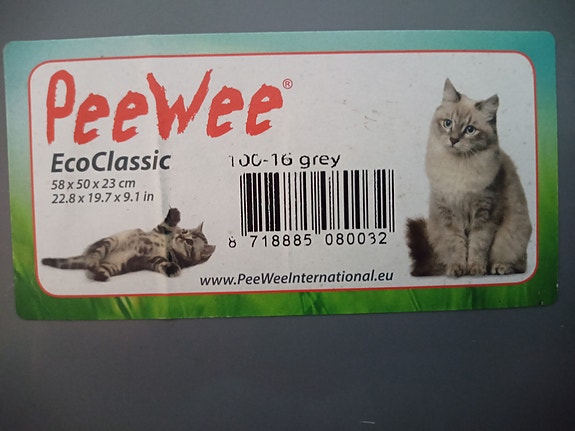 PeeWee®
EcoClassic
58 x 50 x 23 cm
22.8 x 19.7 x 9.1 in
100-16 grey
8 718885 080032
www.PeeWeeInternational.eu